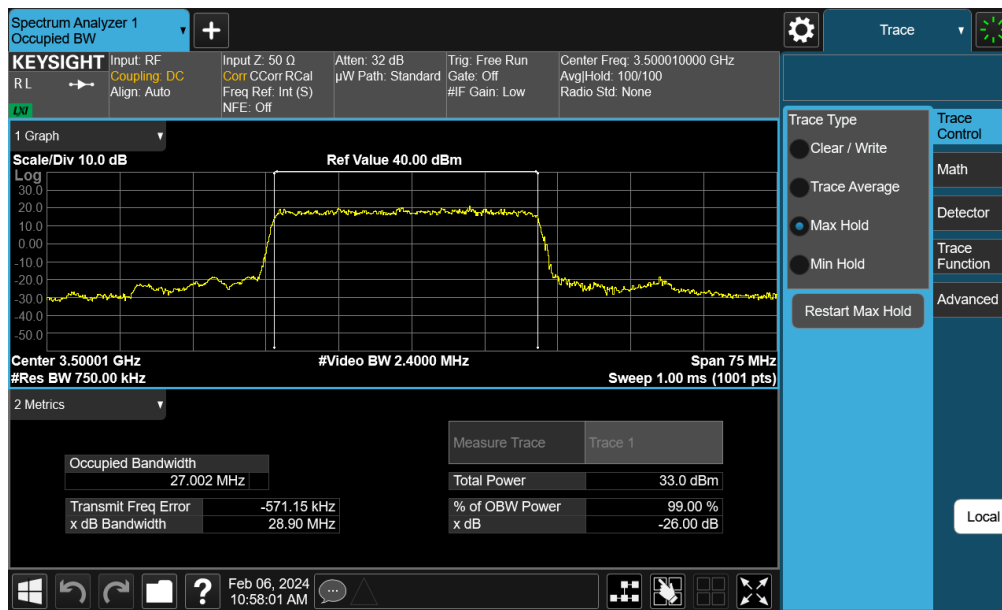 Spectrum Analyzer 1
Occupied BW
+
Trace
KEYSIGHT
R L
LXI
Input: RF
Coupling: DC
Align: Auto
Input Z: 50 Ω
Corr CCorr RCal
Freq Ref: Int (S)
NFE: Off
Atten: 32 dB
µW Path: Standard
Trig: Free Run
Gate: Off
#IF Gain: Low
Center Freq: 3.500010000 GHz
Avg|Hold: 100/100
Radio Std: None
1 Graph
Scale/Div 10.0 dB
Ref Value 40.00 dBm
Log
30.0
20.0
10.0
0.00
-10.0
-20.0
-30.0
-40.0
-50.0
Center 3.50001 GHz
#Video BW 2.4000 MHz
Span 75 MHz
#Res BW 750.00 kHz
Sweep 1.00 ms (1001 pts)
2 Metrics
Measure Trace
Trace 1
Occupied Bandwidth
27.002 MHz
Total Power
33.0 dBm
Transmit Freq Error
-571.15 kHz
% of OBW Power
99.00 %
x dB Bandwidth
28.90 MHz
x dB
-26.00 dB
Trace Type
Clear / Write
Trace Average
Max Hold
Min Hold
Restart Max Hold
Trace
Control
Math
Detector
Trace
Function
Advanced
Local
?
Feb 06, 2024
10:58:01 AM